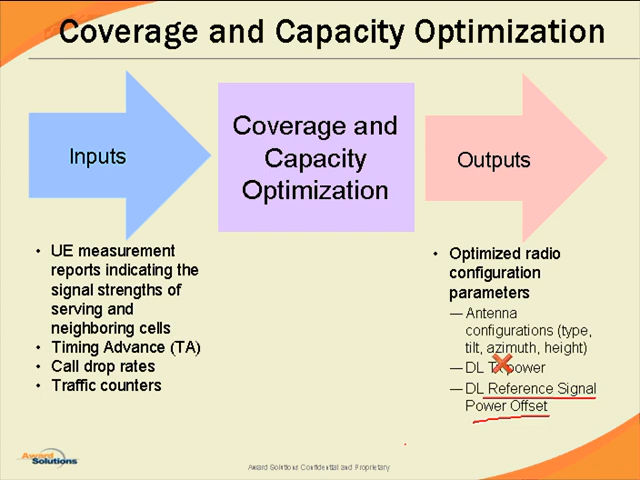 Coverage and Capacity Optimization
Inputs
Coverage and
Capacity
Optimization
Outputs
• UE measurement
reports indicating the
signal strengths of
serving and
neighboring cells
• Timing Advance (TA)
• Call drop rates
• Traffic counters
• Optimized radio
configuration
parameters
— Antenna
configurations (type,
tilt, azimuth, height)
— DL Tx power
— DL Reference Signal
Power Offset
Award
Solutions
Award Solutions Confidential and Proprietary